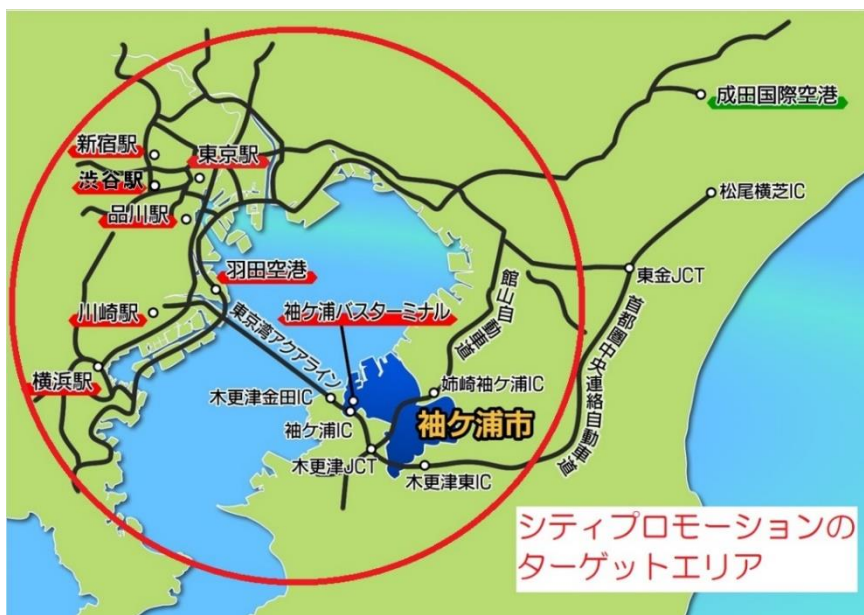 成田国際空港
新宿駅
東京駅
渋谷駅
品川駅
松尾横芝IC
羽田空港
東金JCT
川崎駅
東京湾アクアライン
袖ケ浦バスターミナル
館山自動車道
首都圏中央連絡自動車道
横浜駅
木更津金田IC
姉崎袖ケ浦IC
袖ケ浦IC
袖ケ浦市
木更津JCT
木更津東IC
シティプロモーションの
ターゲットエリア